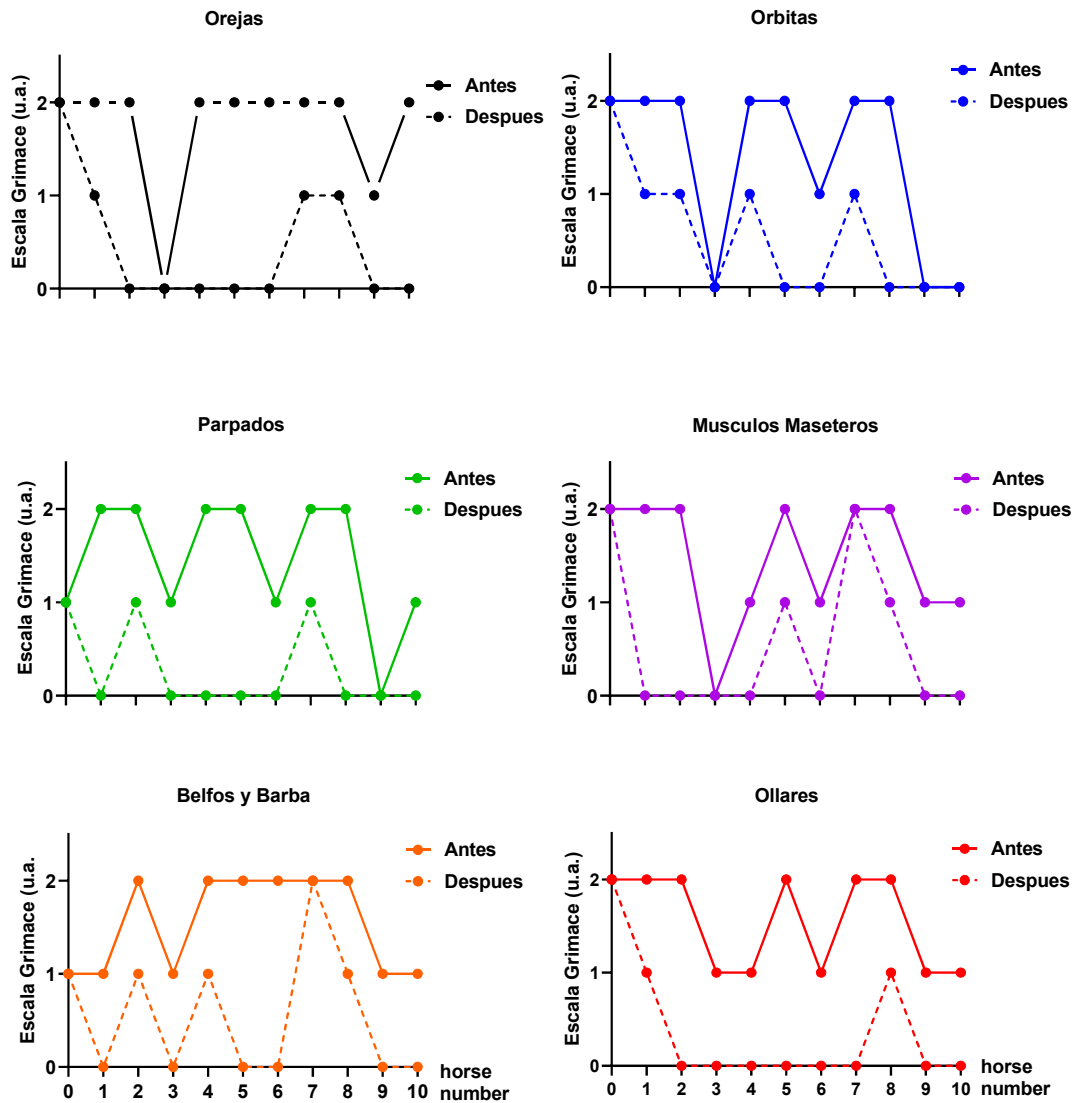 Orejas
Escala Grimace (u.a.)
2
1
0
Antes
Despues
Orbitas
Escala Grimace (u.a.)
2
1
0
Antes
Despues
Parpados
Escala Grimace (u.a.)
2
1
0
Antes
Despues
Musculos Maseteros
Escala Grimace (u.a.)
2
1
0
Antes
Despues
Belfos y Barba
Escala Grimace (u.a.
2
1
0
Antes
Despues
0 1 2 3 4 5 6 7 8 9 10
horse
number
Ollares
Escala Grimace (u.a.)
2
1
0
Antes
Despues
0 1 2 3 4 5 6 7 8 9 10
horse
number